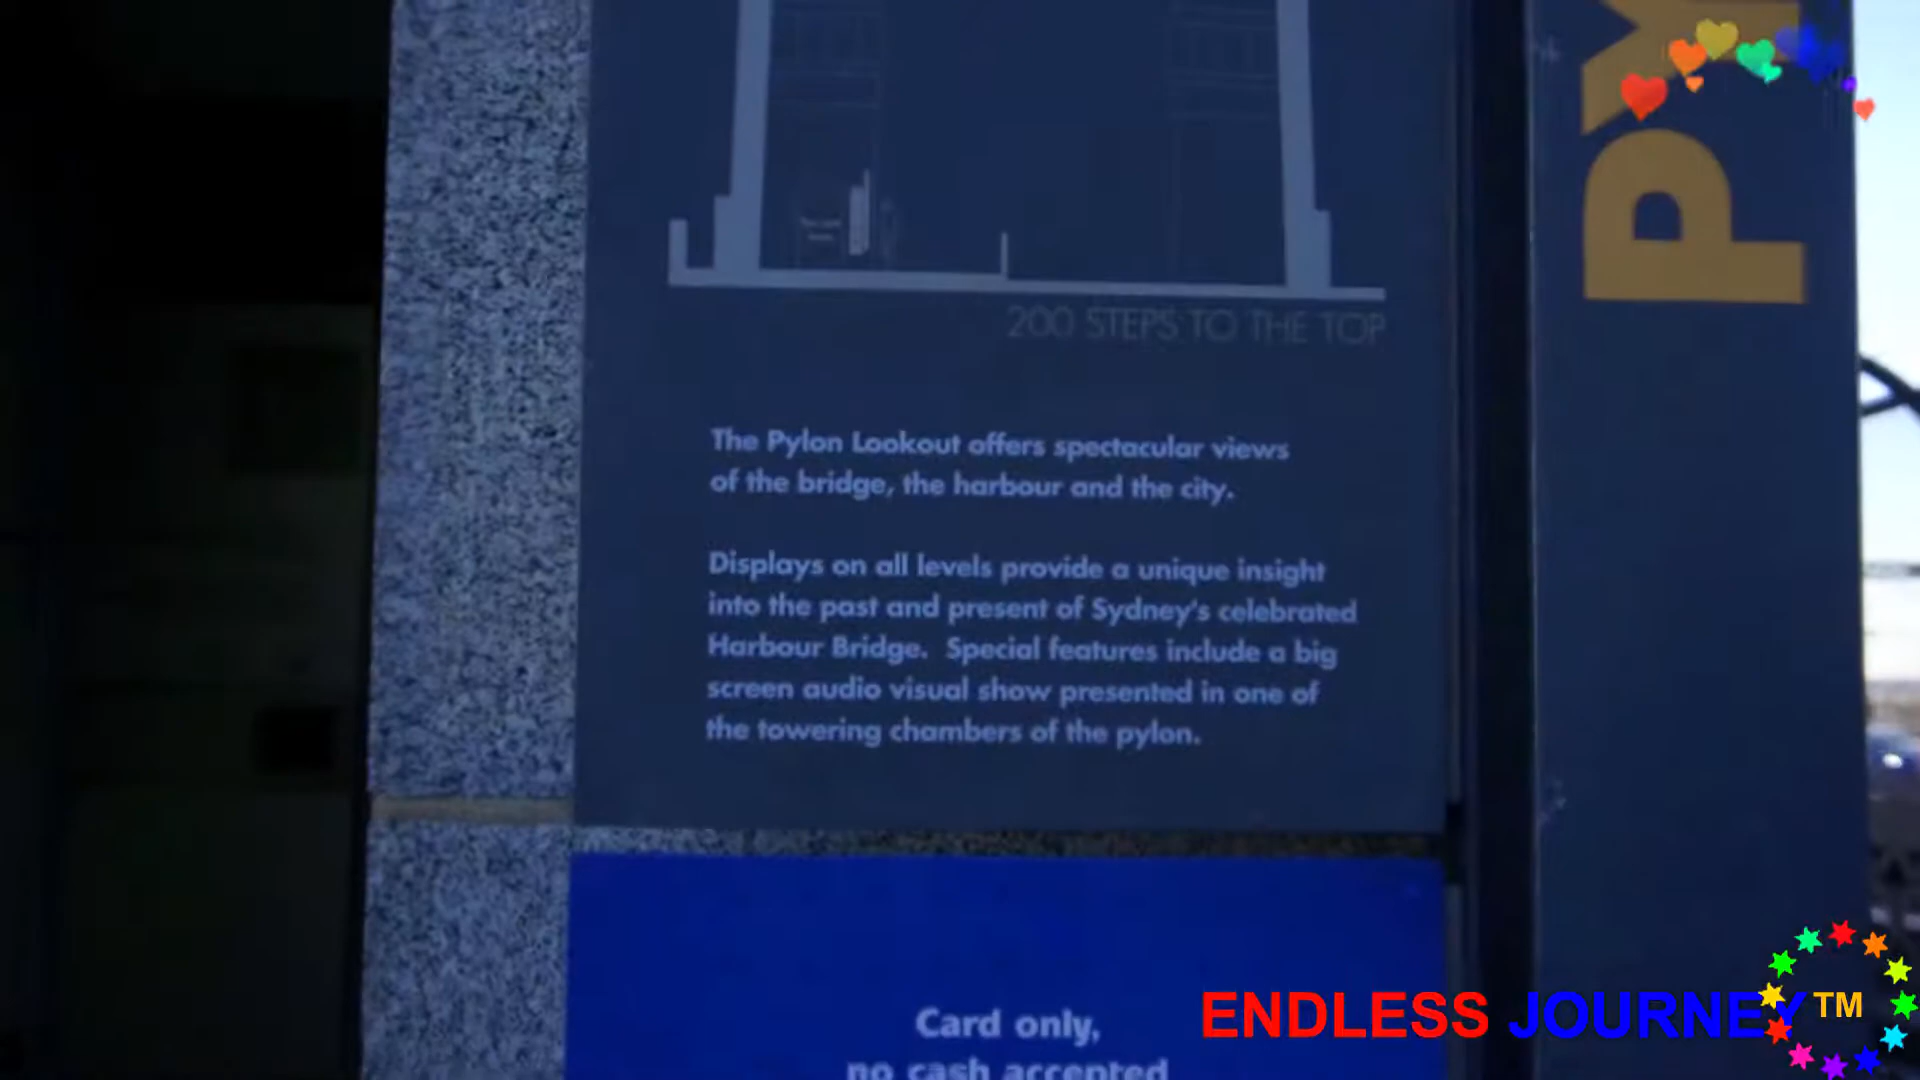 PY
200 STEPS TO THE TOP
The Pylon Lookout offers spectacular views
of the bridge, the harbour and the city.
Displays on all levels provide a unique insight
into the past and present of Sydney's celebrated
Harbour Bridge. Special features include a big
screen audio visual show presented in one of
the towering chambers of the pylon.
Card only,
no cash accepted
ENDLESS JOURNEY™